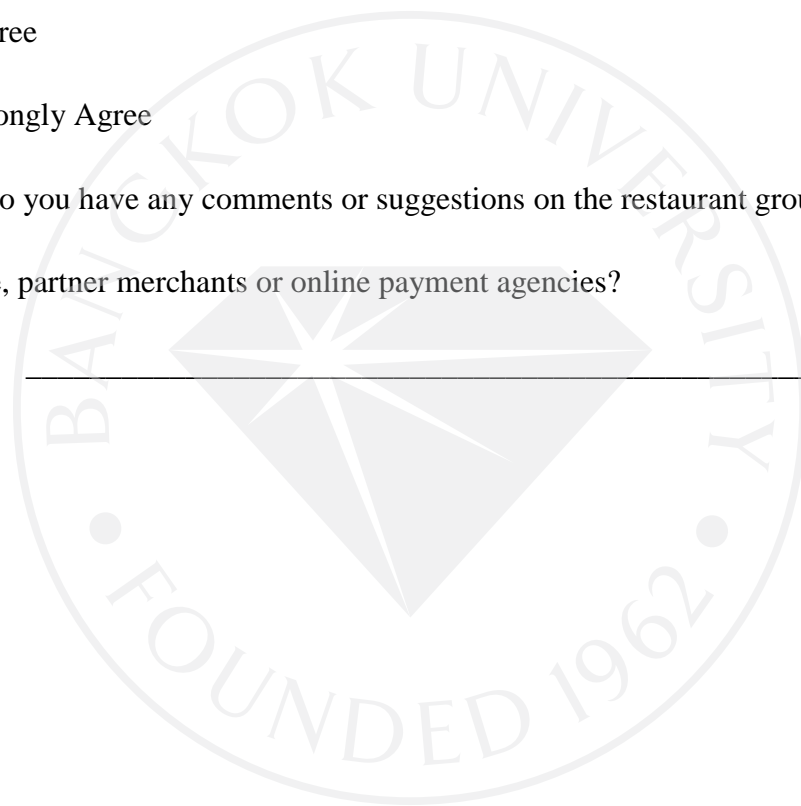 ree
ongly Agree
o you have any comments or suggestions on the restaurant grou
, partner merchants or online payment agencies?
BANGKOK UNIVERSITY
• FOUNDED 1962 •